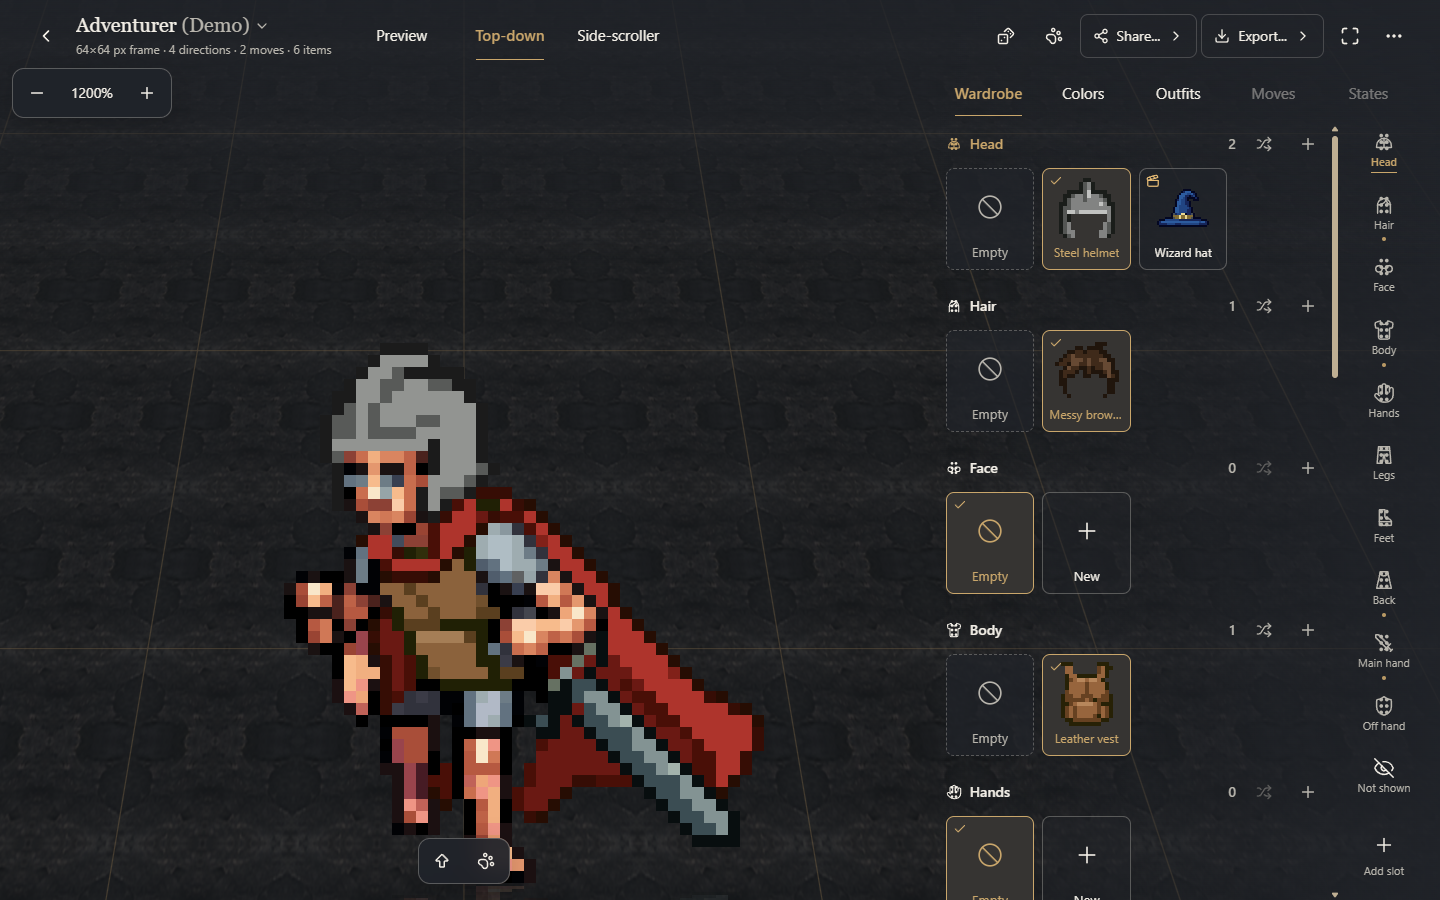 Adventurer (Demo)
64×64 px frame · 4 directions · 2 moves · 6 items
Preview
Top-down
Side-scroller
Share...
Export...
1200%
Wardrobe
Colors
Outfits
Moves
States
Head
2
Empty
Steel helmet
Wizard hat
Hair
1
Empty
Messy brow...
Face
0
Empty
New
Body
1
Empty
Leather vest
Hands
0
Empty
New
Head
Hair
Face
Body
Hands
Legs
Feet
Back
Main hand
Off hand
Not shown
Add slot